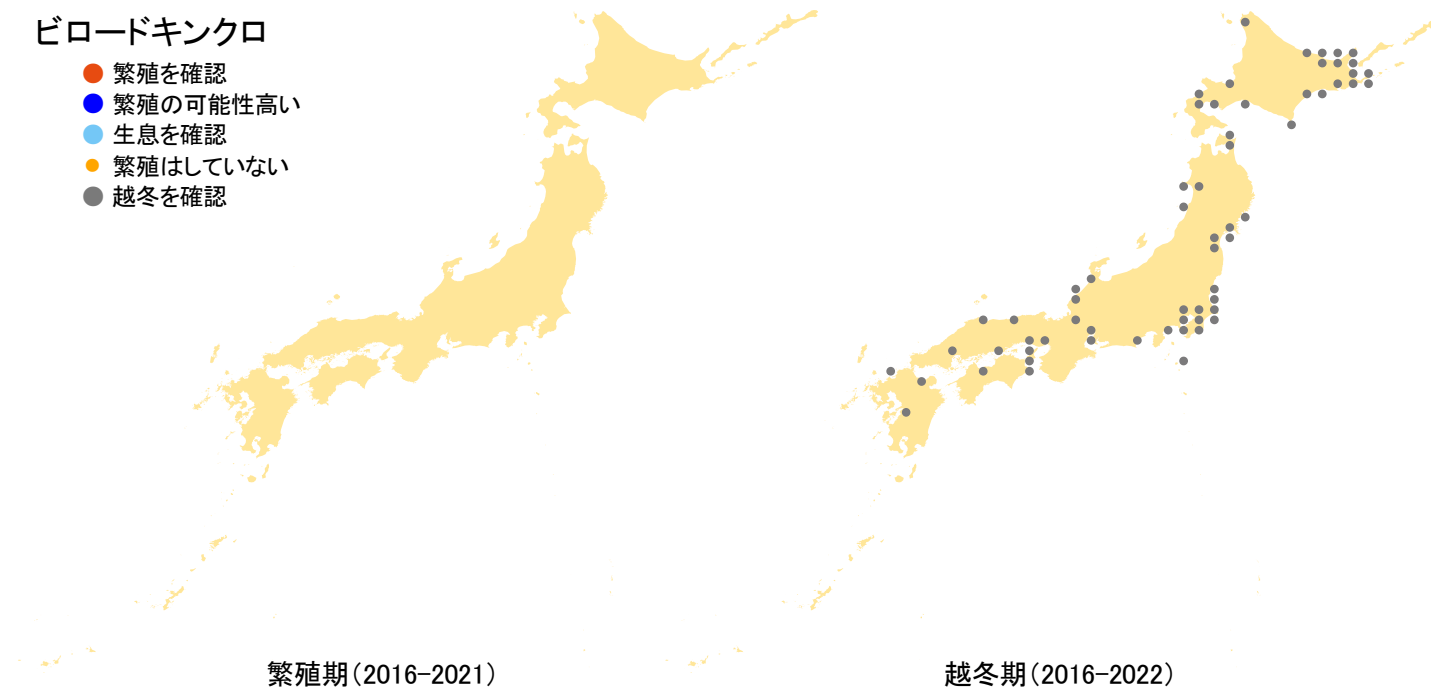 ビロードキンクロ
繁殖を確認
繁殖の可能性高い
生息を確認
繁殖はしていない
越冬を確認
繁殖期（2016-2021）
越冬期（2016-2022）